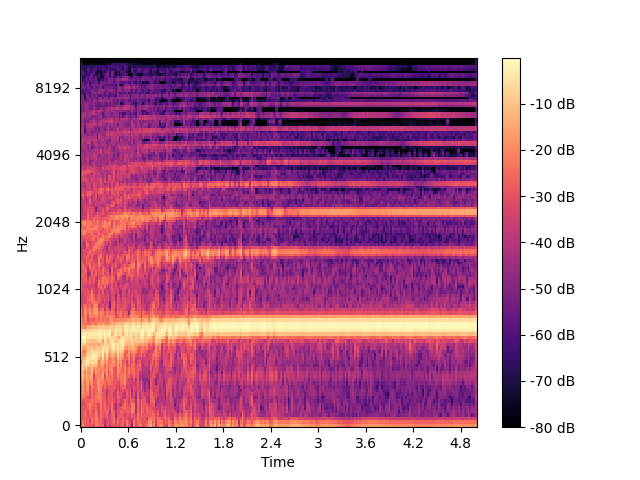 8192
4096
2048
1024
512
0
Hz
0 0.6 1.2 1.8 2.4 3 3.6 4.2 4.8
Time
-10 dB
-20 dB
-30 dB
-40 dB
-50 dB
-60 dB
-70 dB
-80 dB